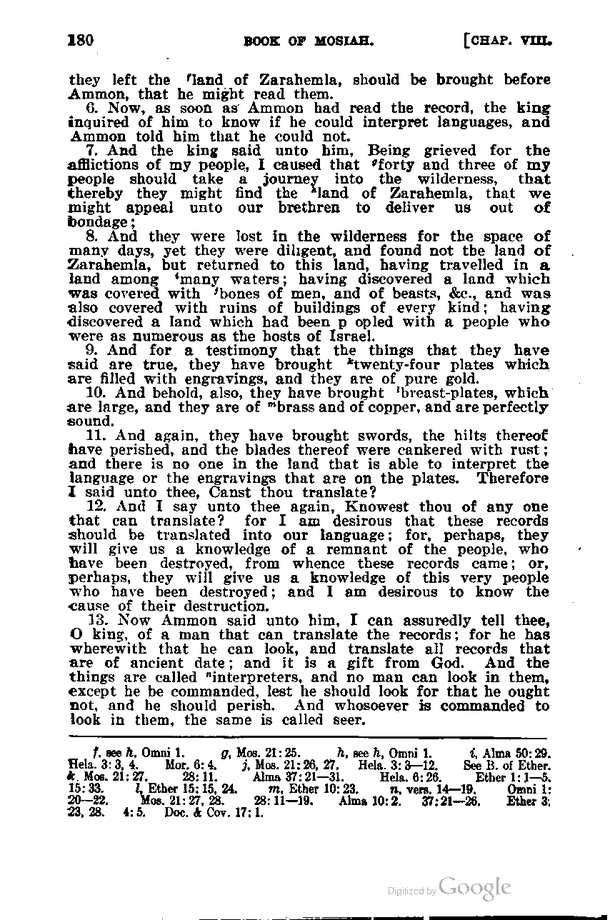 180 BOOK OF MOSIAH. [CHAP. VIII.
they left the ᶠland of Zarahemla, should be brought before
Ammon, that he might read them.
6. Now, as soon as Ammon had read the record, the king
inquired of him to know if he could interpret languages, and
Ammon told him that he could not.
7. And the king said unto him, Being grieved for the
afflictions of my people, I caused that ᵍforty and three of my
people should take a journey into the wilderness, that
thereby they might find the ʰland of Zarahemla, that we
might appeal unto our brethren to deliver us out of
bondage;
8. And they were lost in the wilderness for the space of
many days, yet they were diligent, and found not the land of
Zarahemla, but returned to this land, having travelled in a
land among ⁱmany waters; having discovered a land which
was covered with ʲbones of men, and of beasts, &c., and was
also covered with ruins of buildings of every kind; having
discovered a land which had been p opled with a people who
were as numerous as the hosts of Israel.
9. And for a testimony that the things that they have
said are true, they have brought ᵏtwenty-four plates which
are filled with engravings, and they are of pure gold.
10. And behold, also, they have brought ˡbreast-plates, which
are large, and they are of ᵐbrass and of copper, and are perfectly
sound.
11. And again, they have brought swords, the hilts thereof
have perished, and the blades thereof were cankered with rust;
and there is no one in the land that is able to interpret the
language or the engravings that are on the plates. Therefore
I said unto thee, Canst thou translate?
12. And I say unto thee again, Knowest thou of any one
that can translate? for I am desirous that these records
should be translated into our language; for, perhaps, they
will give us a knowledge of a remnant of the people, who
have been destroyed, from whence these records came; or,
perhaps, they will give us a knowledge of this very people
who have been destroyed; and I am desirous to know the
cause of their destruction.
13. Now Ammon said unto him, I can assuredly tell thee,
O king, of a man that can translate the records; for he has
wherewith that he can look, and translate all records that
are of ancient date; and it is a gift from God. And the
things are called ⁿinterpreters, and no man can look in them,
except he be commanded, lest he should look for that he ought
not, and he should perish. And whosoever is commanded to
look in them, the same is called seer.
f, see h, Omni 1. g, Mos. 21: 25. h, see h, Omni 1. i, Alma 50: 29.
Hela. 3: 3, 4. Mor. 6: 4. j, Mos. 21: 26, 27. Hela. 3: 3—12. See B. of Ether.
k, Mos. 21: 27. 28: 11. Alma 37: 21—31. Hela. 6: 26. Ether 1: 1—5.
15: 33. l, Ether 15: 15, 24. m, Ether 10: 23. n, vers. 14—19. Omni 1:
20—22. Mos. 21: 27, 28. 28: 11—19. Alma 10: 2. 37: 21—26. Ether 3:
23, 28. 4: 5. Doc. & Cov. 17: 1.
Digitized by Google